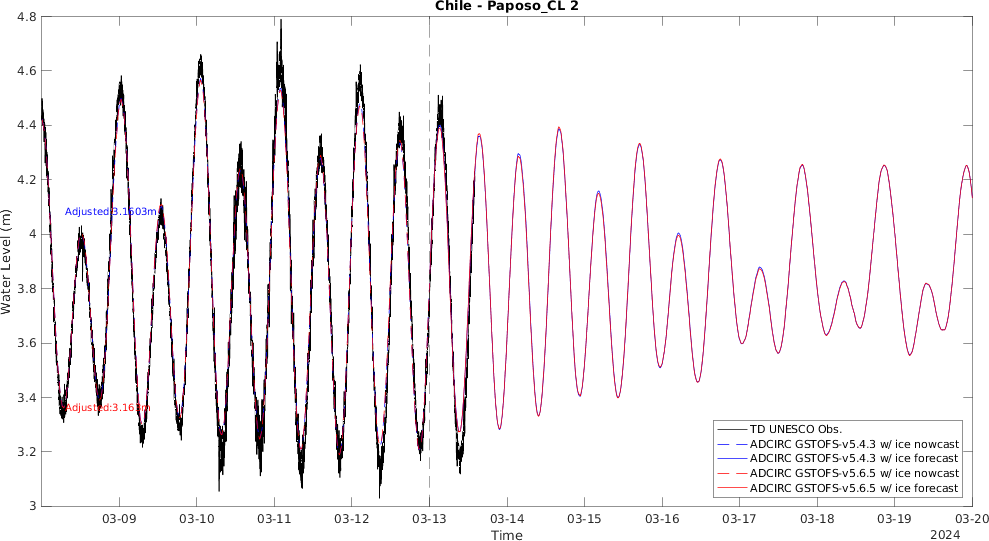 Chile - Paposo_CL 2
4.8
4.6
4.4
4.2
4
3.8
3.6
3.4
3.2
3
Water Level (m)
Adjusted:3.1603m
Adjusted:3.163m
TD UNESCO Obs.
ADCIRC GSTOFS-v5.4.3 w/ ice nowcast
ADCIRC GSTOFS-v5.4.3 w/ ice forecast
ADCIRC GSTOFS-v5.6.5 w/ ice nowcast
ADCIRC GSTOFS-v5.6.5 w/ ice forecast
03-09 03-10 03-11 03-12 03-13 03-14 03-15 03-16 03-17 03-18 03-19 03-20
Time
2024